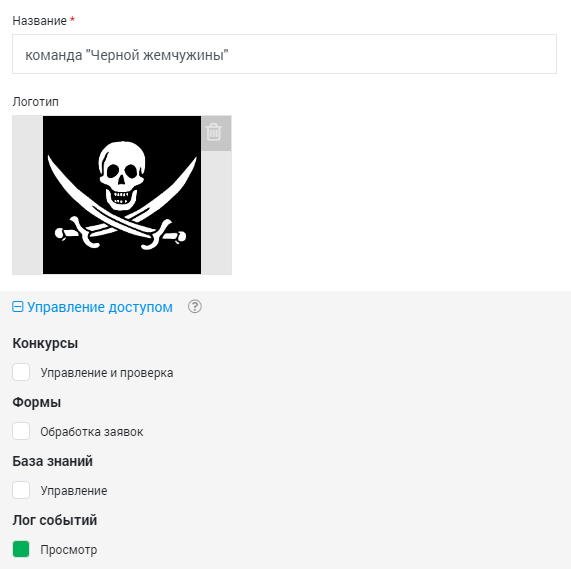 Название *
команда "Черной жемчужины"
Логотип
Управление доступом ?
Конкурсы
Управление и проверка
Формы
Обработка заявок
База знаний
Управление
Лог событий
Просмотр